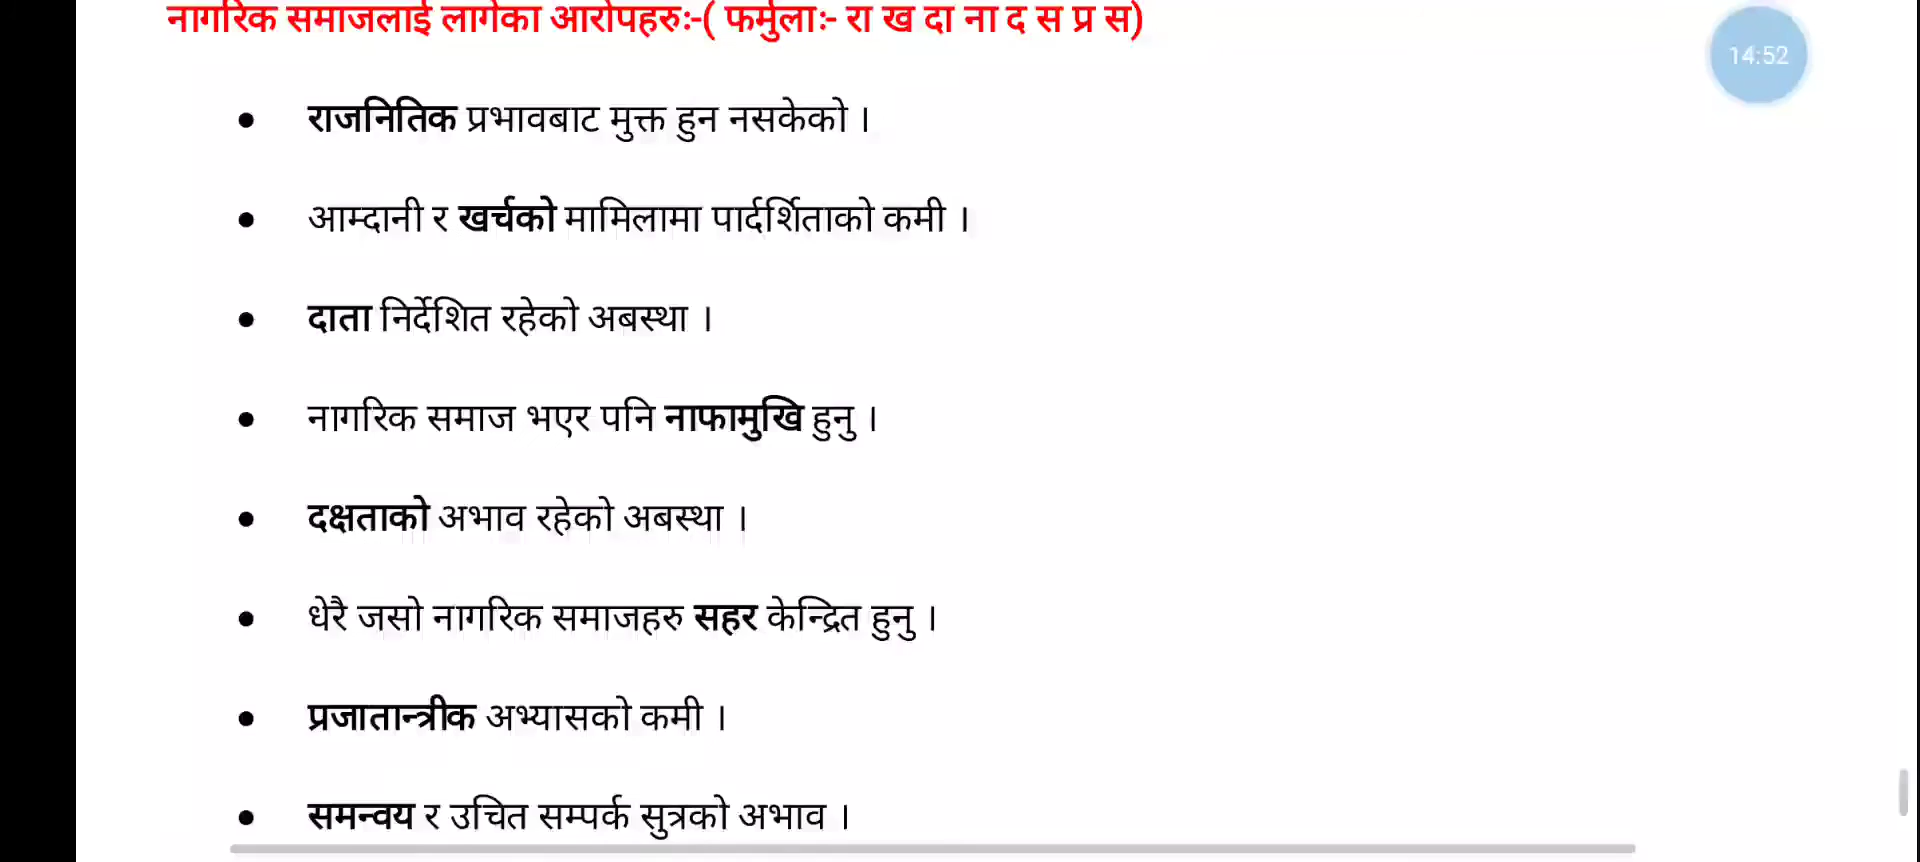 नागरिक समाजलाई लागेका आरोपहरुः-( फर्मुलाः- रा ख दा ना द स प्र स)
14:52
● राजनितिक प्रभावबाट मुक्त हुन नसकेको ।
● आम्दानी र खर्चको मामिलामा पार्दर्शिताको कमी ।
● दाता निर्देशित रहेको अबस्था ।
● नागरिक समाज भएर पनि नाफामुखि हुनु ।
● दक्षताको अभाव रहेको अबस्था ।
● धेरै जसो नागरिक समाजहरु सहर केन्द्रित हुनु ।
● प्रजातान्त्रीक अभ्यासको कमी ।
● समन्वय र उचित सम्पर्क सुत्रको अभाव ।